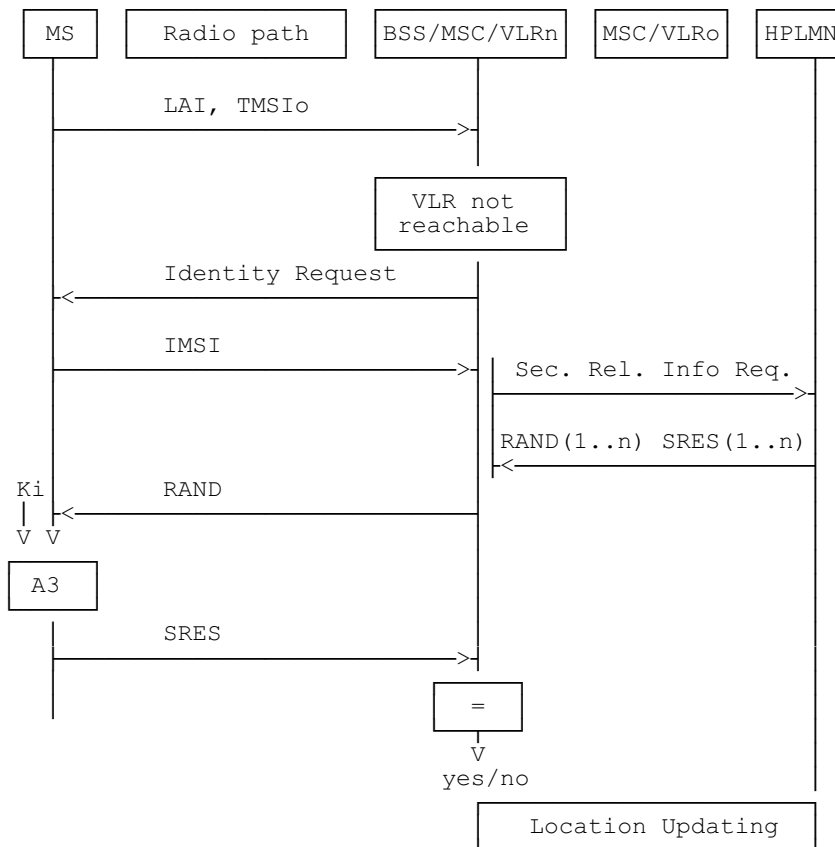 MS Radio path BSS/MSC/VLRn MSC/VLRo HPLMN
LAI, TMSIo
VLR not
reachable
Identity Request
IMSI
Sec. Rel. Info Req.
RAND(1..n) SRES(1..n)
Ki RAND
V V
A3
SRES
=
V
yes/no
Location Updating